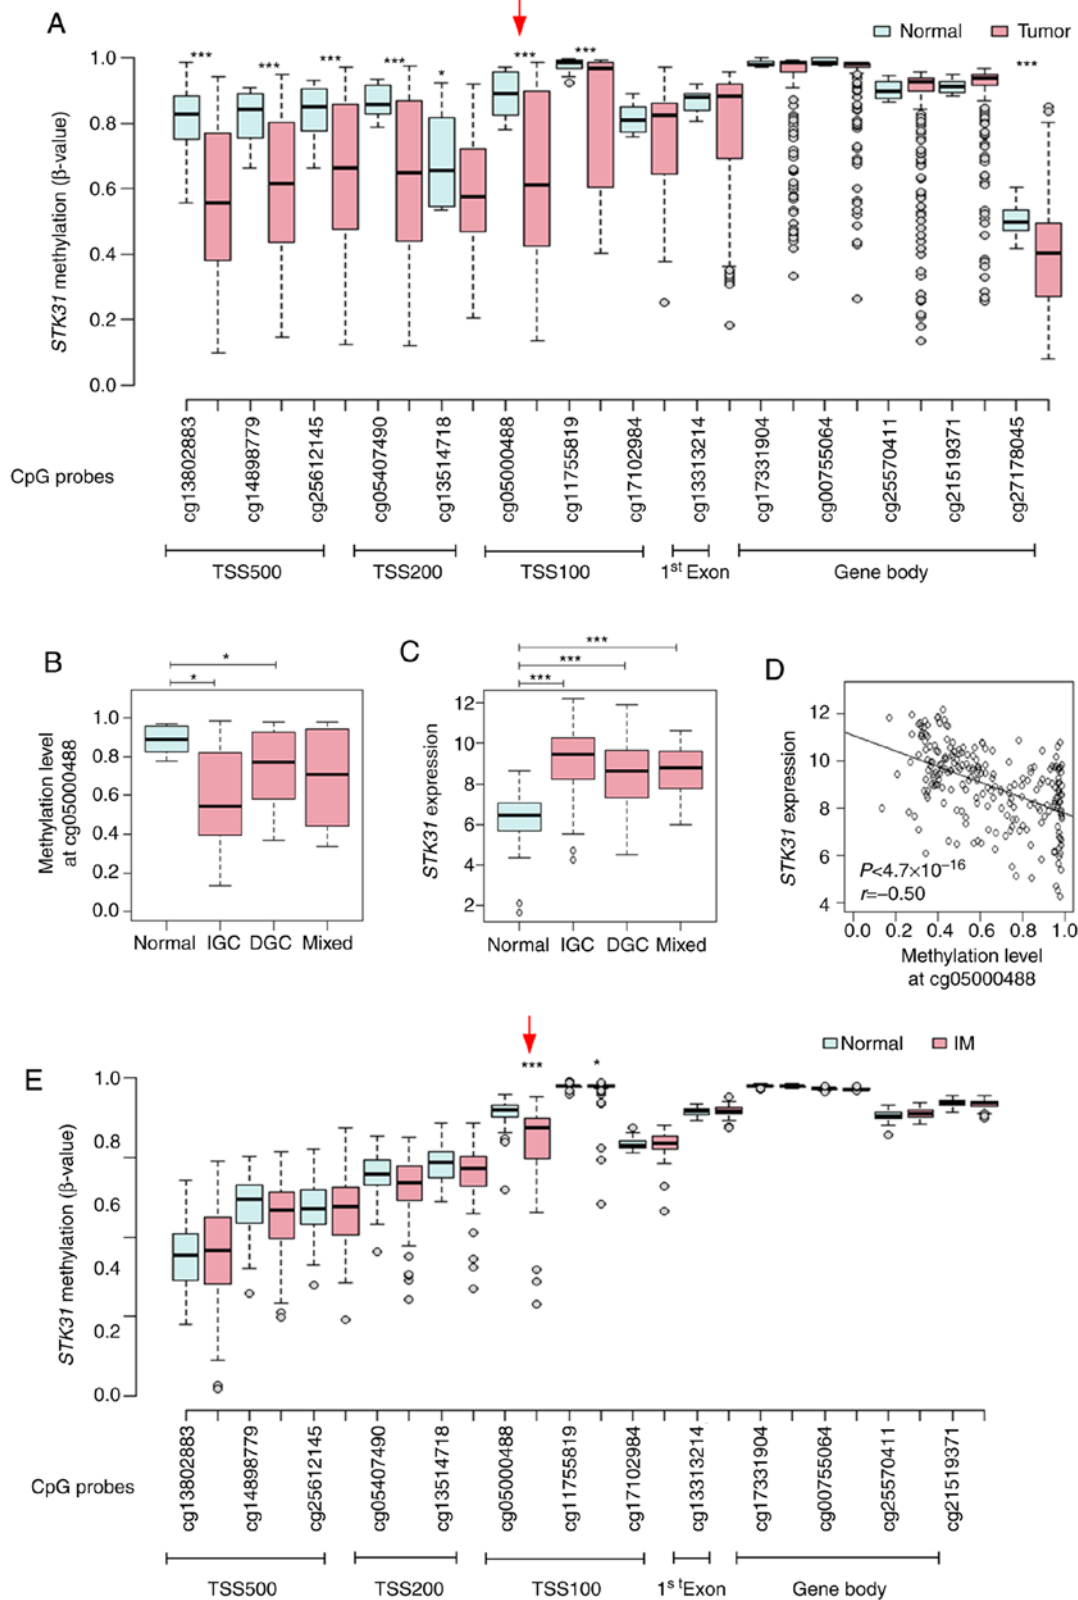 A
Normal
Tumor
*** *** *** *** * *** *** ***
STK31 methylation (β-value)
1.0
0.8
0.6
0.4
0.2
0.0
CpG probes
cg13802883
cg14898779
cg25612145
cg05407490
cg13514718
cg05000488
cg11755819
cg17102984
cg13313214
cg17331904
cg00755064
cg25570411
cg21519371
cg27178045
TSS500
TSS200
TSS100
1st Exon
Gene body
B
*
*
Methylation level
at cg05000488
1.0
0.8
0.6
0.4
0.2
0.0
Normal IGC DGC Mixed
C
***
***
***
STK31 expression
12
10
8
6
4
2
Normal IGC DGC Mixed
D
STK31 expression
12
10
8
6
4
P<4.7×10−16
r=−0.50
0.0 0.2 0.4 0.6 0.8 1.0
Methylation level
at cg05000488
E
Normal
IM
*** *
STK31 methylation (β-value)
1.0
0.8
0.6
0.4
0.2
0.0
CpG probes
cg13802883
cg14898779
cg25612145
cg05407490
cg13514718
cg05000488
cg11755819
cg17102984
cg13313214
cg17331904
cg00755064
cg25570411
cg21519371
TSS500
TSS200
TSS100
1st Exon
Gene body